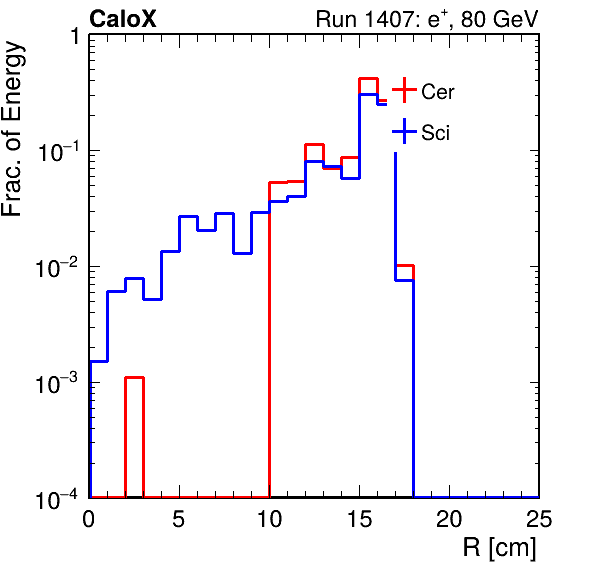 CaloX
Run 1407: e+, 80 GeV
Frac. of Energy
1
10−1
10−2
10−3
10−4
Cer
Sci
0 5 10 15 20 25
R [cm]